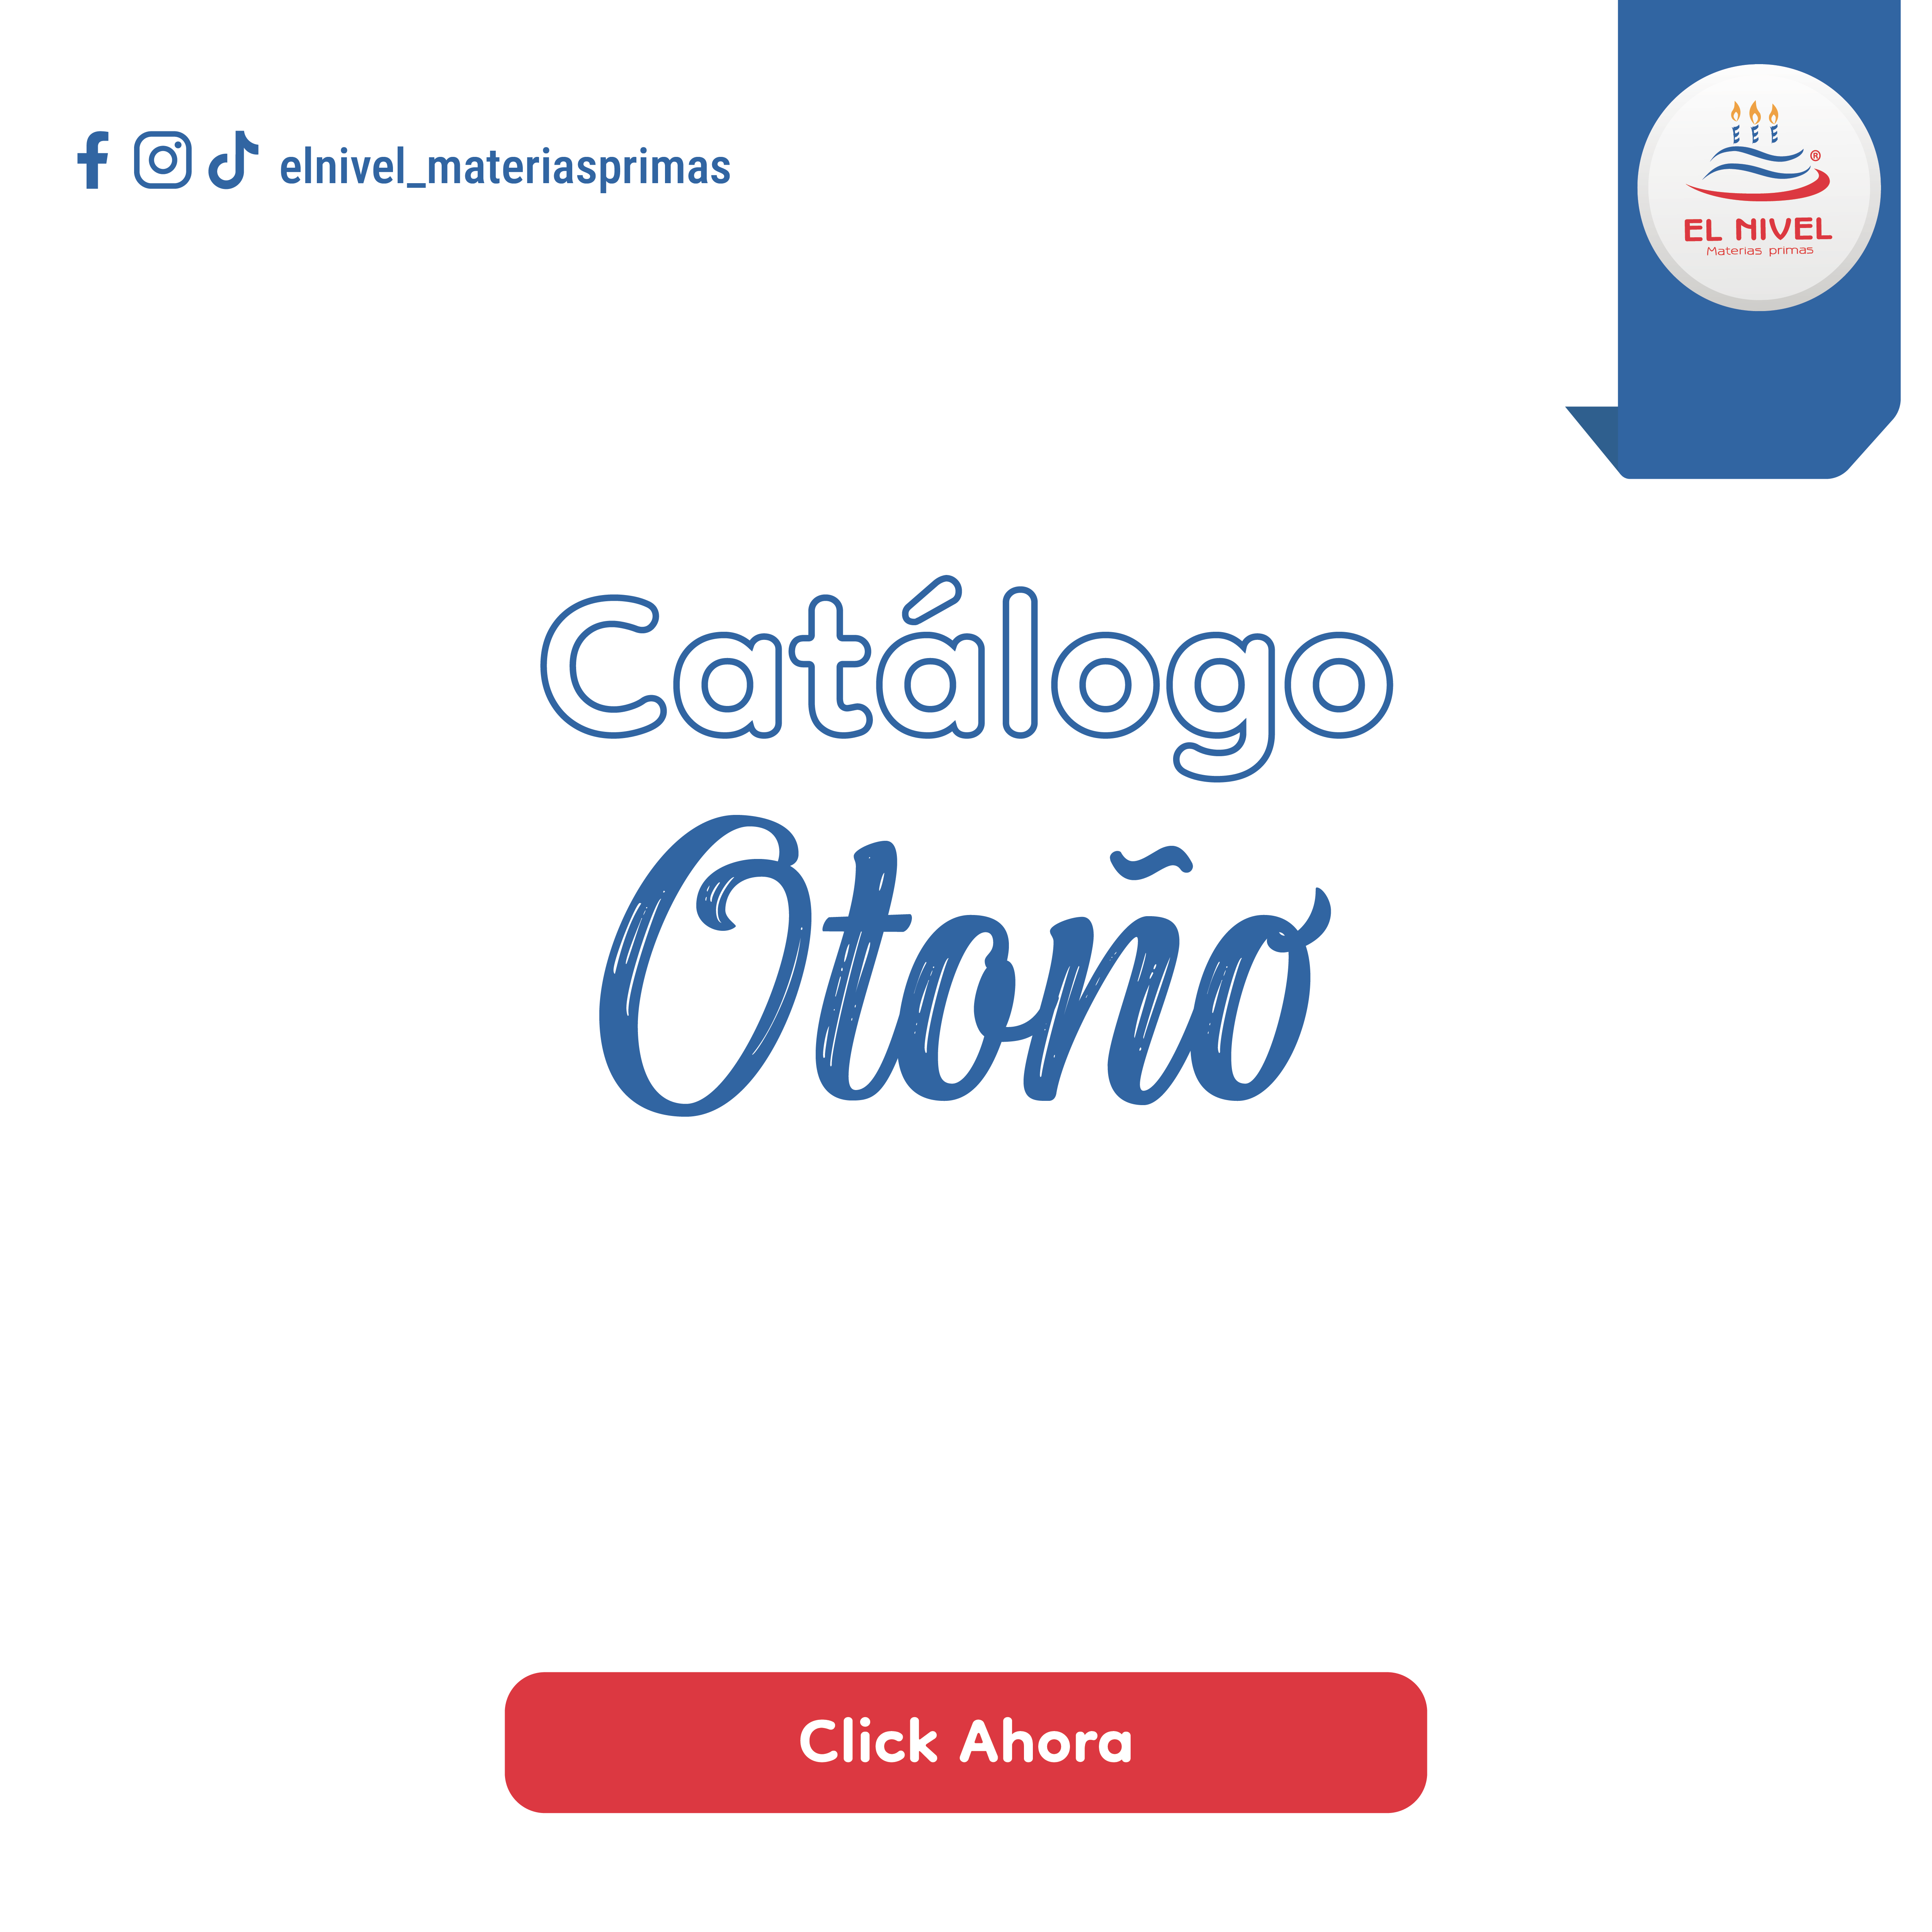 elnivel_materiasprimas
®
EL NIVEL
Materias primas
Catálogo
Otoño
Click Ahora